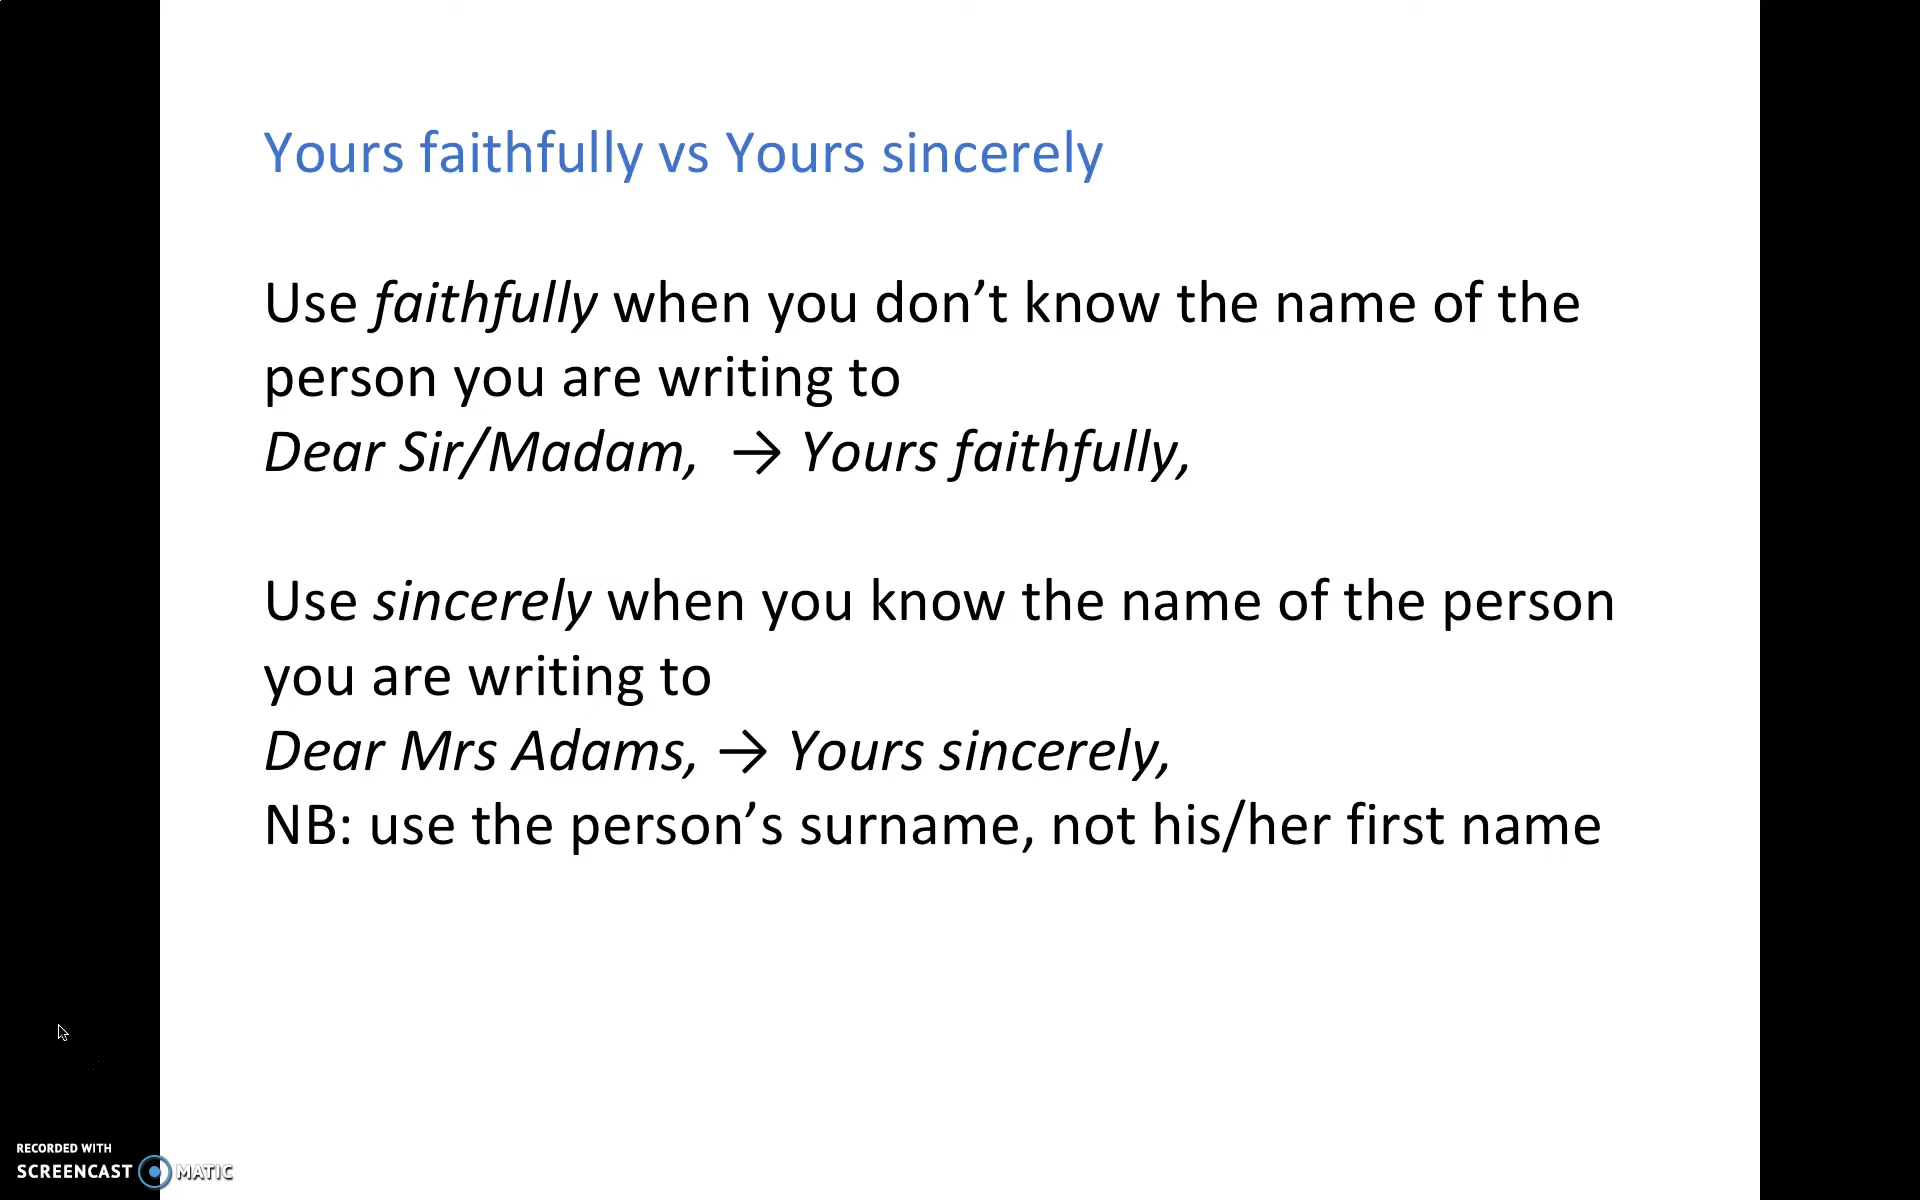 Yours faithfully vs Yours sincerely
Use faithfully when you don’t know the name of the
person you are writing to
Dear Sir/Madam, → Yours faithfully,
Use sincerely when you know the name of the person
you are writing to
Dear Mrs Adams, → Yours sincerely,
NB: use the person’s surname, not his/her first name
RECORDED WITH
SCREENCAST MATIC